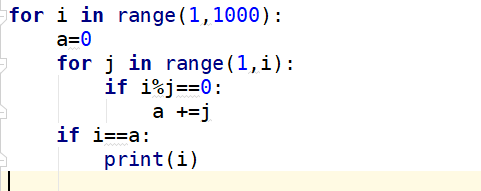 for i in range(1,1000):
    a=0
    for j in range(1,i):
        if i%j==0:
            a +=j
    if i==a:
        print(i)